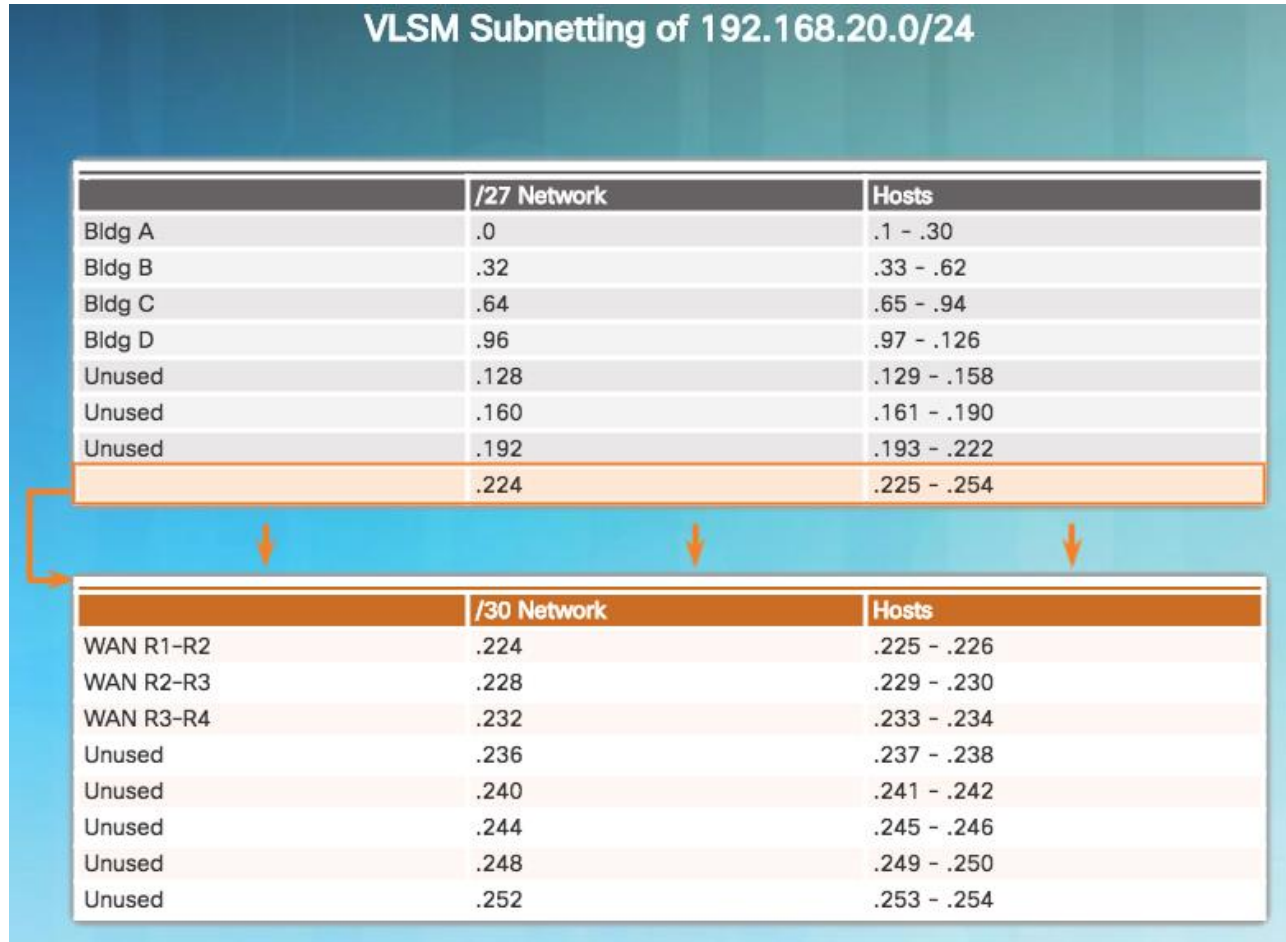 VLSM Subnetting of 192.168.20.0/24
/27 Network Hosts
Bldg A .0 .1 - .30
Bldg B .32 .33 - .62
Bldg C .64 .65 - .94
Bldg D .96 .97 - .126
Unused .128 .129 - .158
Unused .160 .161 - .190
Unused .192 .193 - .222
.224 .225 - .254
/30 Network Hosts
WAN R1-R2 .224 .225 - .226
WAN R2-R3 .228 .229 - .230
WAN R3-R4 .232 .233 - .234
Unused .236 .237 - .238
Unused .240 .241 - .242
Unused .244 .245 - .246
Unused .248 .249 - .250
Unused .252 .253 - .254